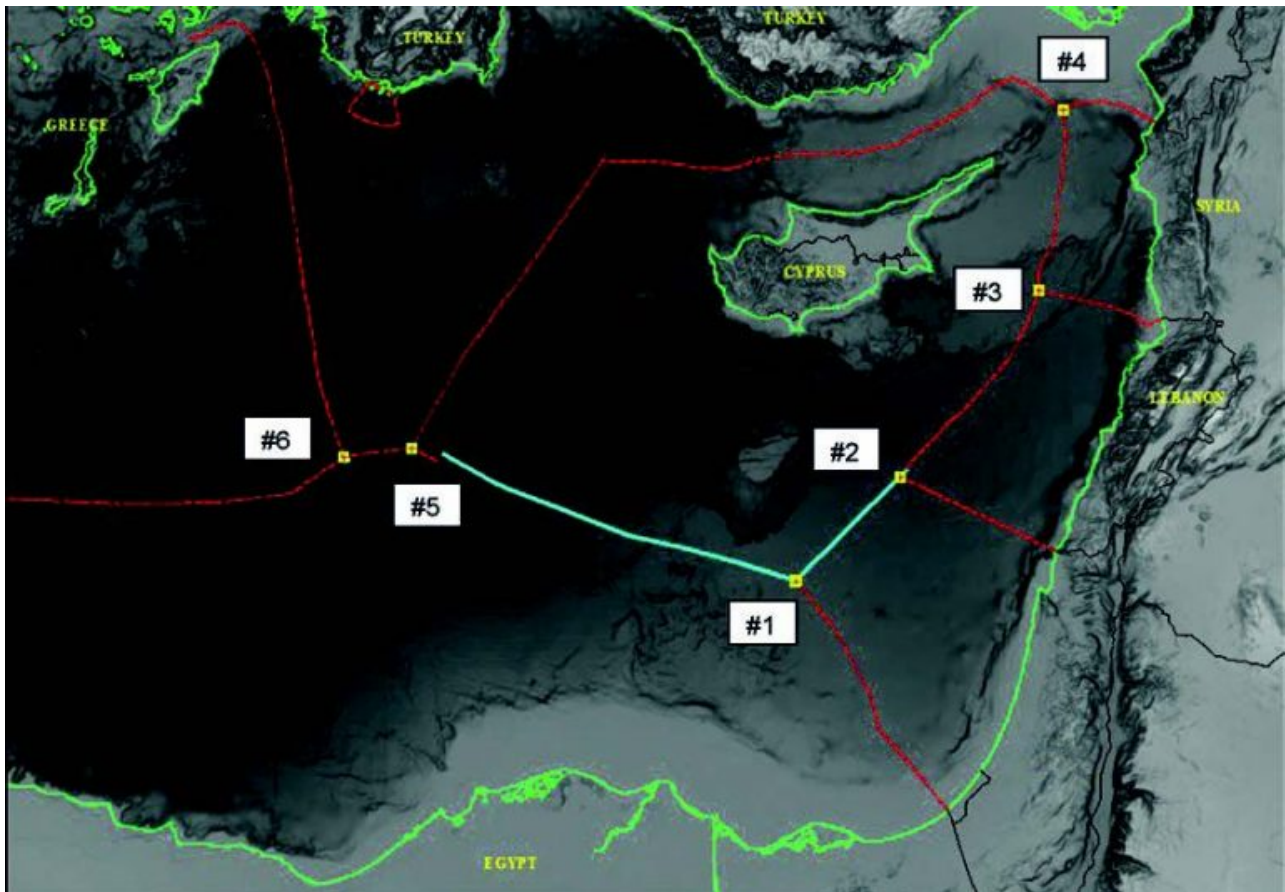 TURKEY
TURKEY
#4
GREECE
SYRIA
CYPRUS
#3
LEBANON
#6
#2
#5
#1
EGYPT